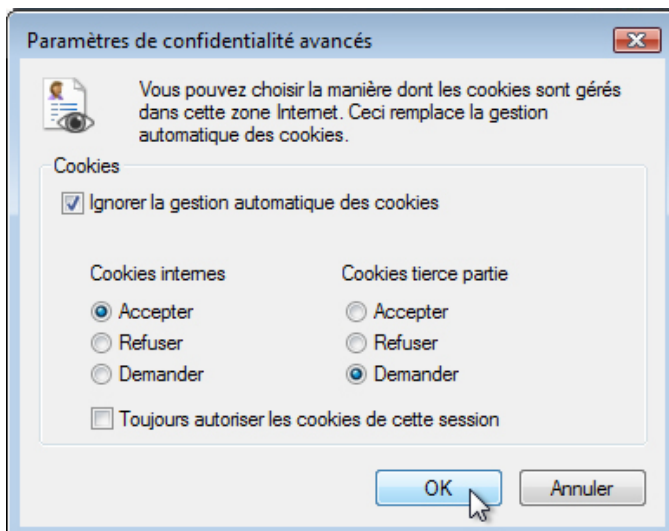 Paramètres de confidentialité avancés
Vous pouvez choisir la manière dont les cookies sont gérés
dans cette zone Internet. Ceci remplace la gestion
automatique des cookies.
Cookies
Ignorer la gestion automatique des cookies
Cookies internes
Cookies tierce partie
Accepter
Accepter
Refuser
Refuser
Demander
Demander
Toujours autoriser les cookies de cette session
OK
Annuler